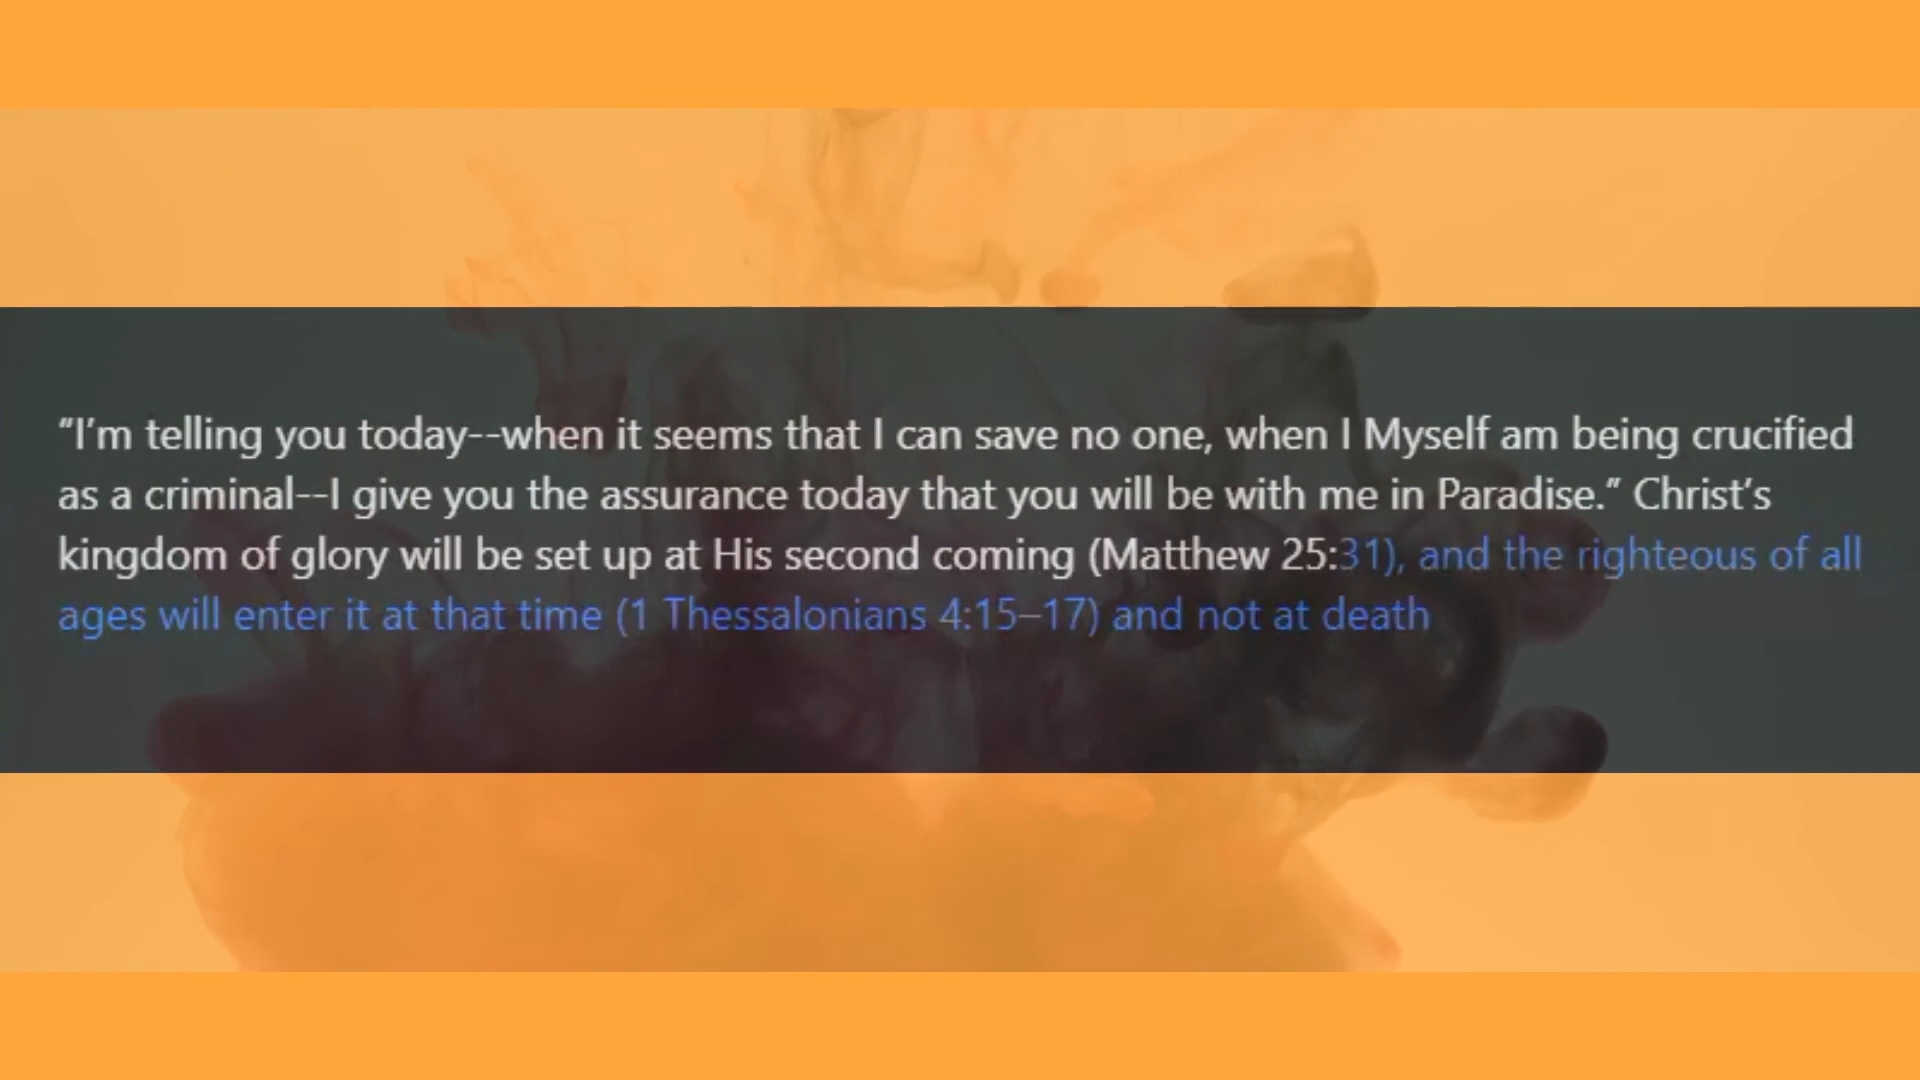 “I’m telling you today--when it seems that I can save no one, when I Myself am being crucified
as a criminal--I give you the assurance today that you will be with me in Paradise.” Christ’s
kingdom of glory will be set up at His second coming (Matthew 25:31), and the righteous of all
ages will enter it at that time (1 Thessalonians 4:15–17) and not at death